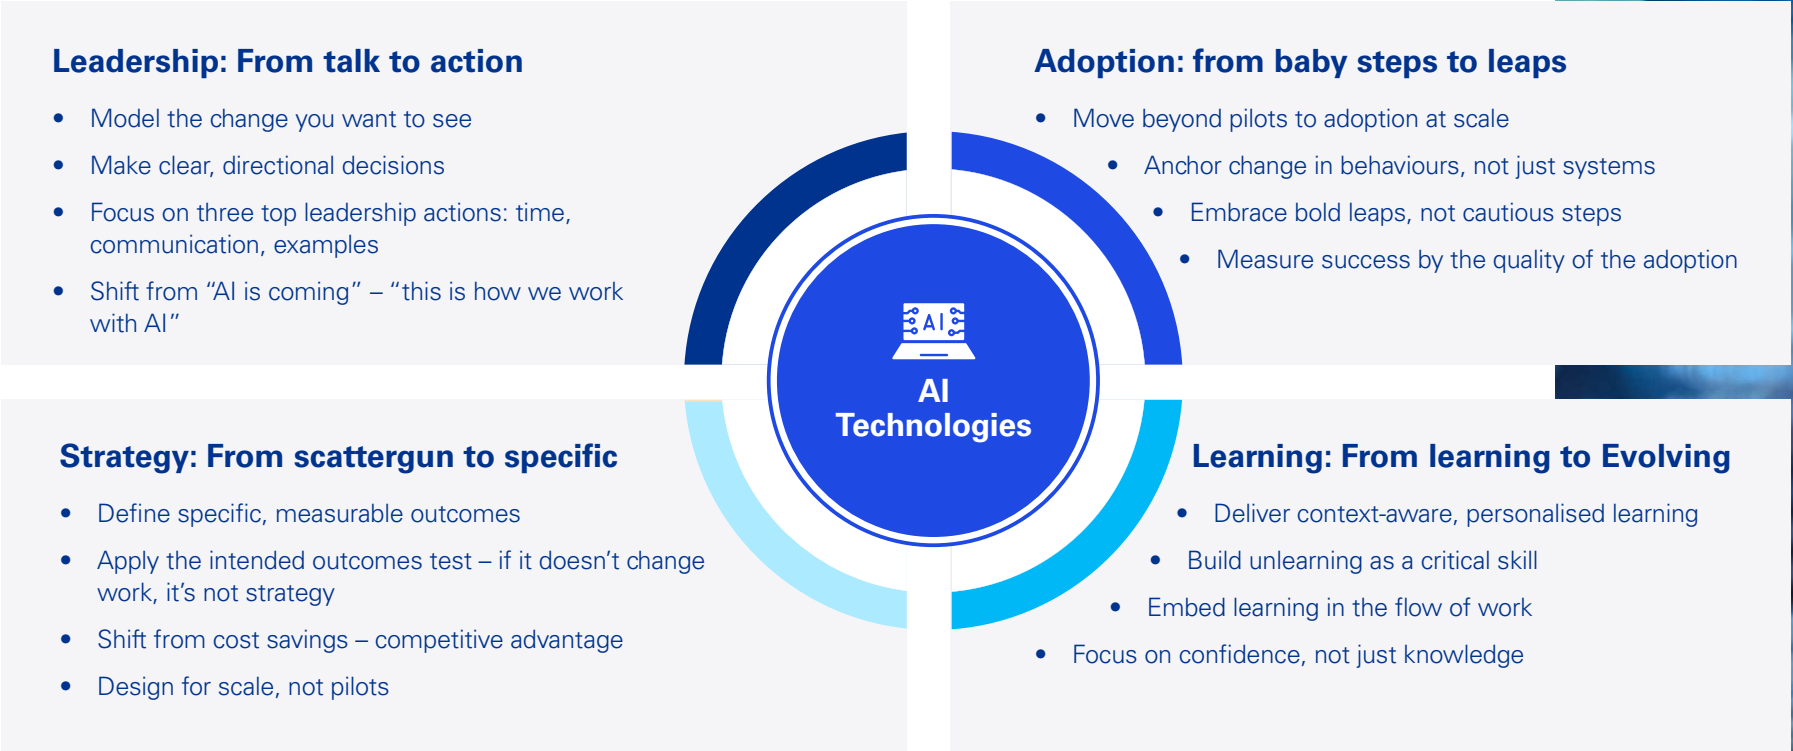 Leadership: From talk to action
• Model the change you want to see
• Make clear, directional decisions
• Focus on three top leadership actions: time,
communication, examples
• Shift from “AI is coming” – “this is how we work
with AI”
Adoption: from baby steps to leaps
• Move beyond pilots to adoption at scale
• Anchor change in behaviours, not just systems
• Embrace bold leaps, not cautious steps
• Measure success by the quality of the adoption
AI
AI
Technologies
Strategy: From scattergun to specific
• Define specific, measurable outcomes
• Apply the intended outcomes test – if it doesn’t change
work, it’s not strategy
• Shift from cost savings – competitive advantage
• Design for scale, not pilots
Learning: From learning to Evolving
• Deliver context-aware, personalised learning
• Build unlearning as a critical skill
• Embed learning in the flow of work
• Focus on confidence, not just knowledge